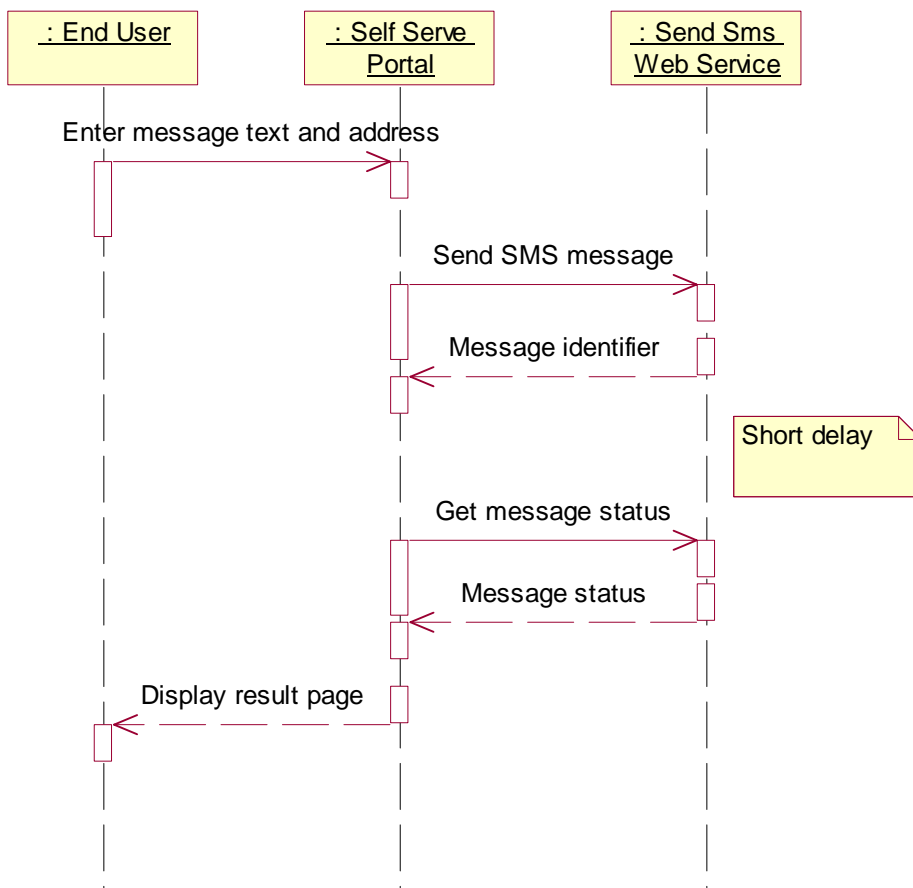 : End User
: Self Serve
Portal
: Send Sms
Web Service
Enter message text and address
Send SMS message
Message identifier
Short delay
Get message status
Message status
Display result page